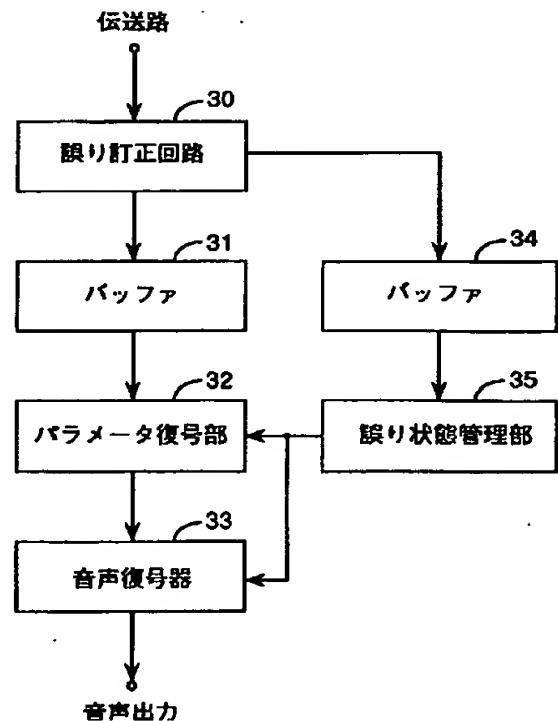 伝送路
30
誤り訂正回路
31
34
バッファ
バッファ
32
35
パラメータ復号部
誤り状態管理部
33
音声復号器
音声出力